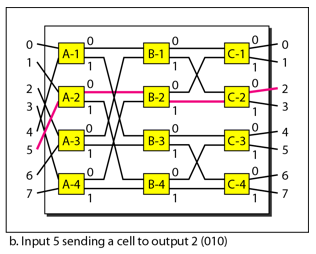 0 A-1 0 B-1 0 C-1 0
1 1 1 1 1
2 A-2 0 B-2 0 C-2 2
3 1 1 3
4 A-3 0 B-3 0 C-3 0 4
5 1 1 1 5
6 A-4 0 B-4 0 C-4 0 6
7 1 1 1 7
b. Input 5 sending a cell to output 2 (010)